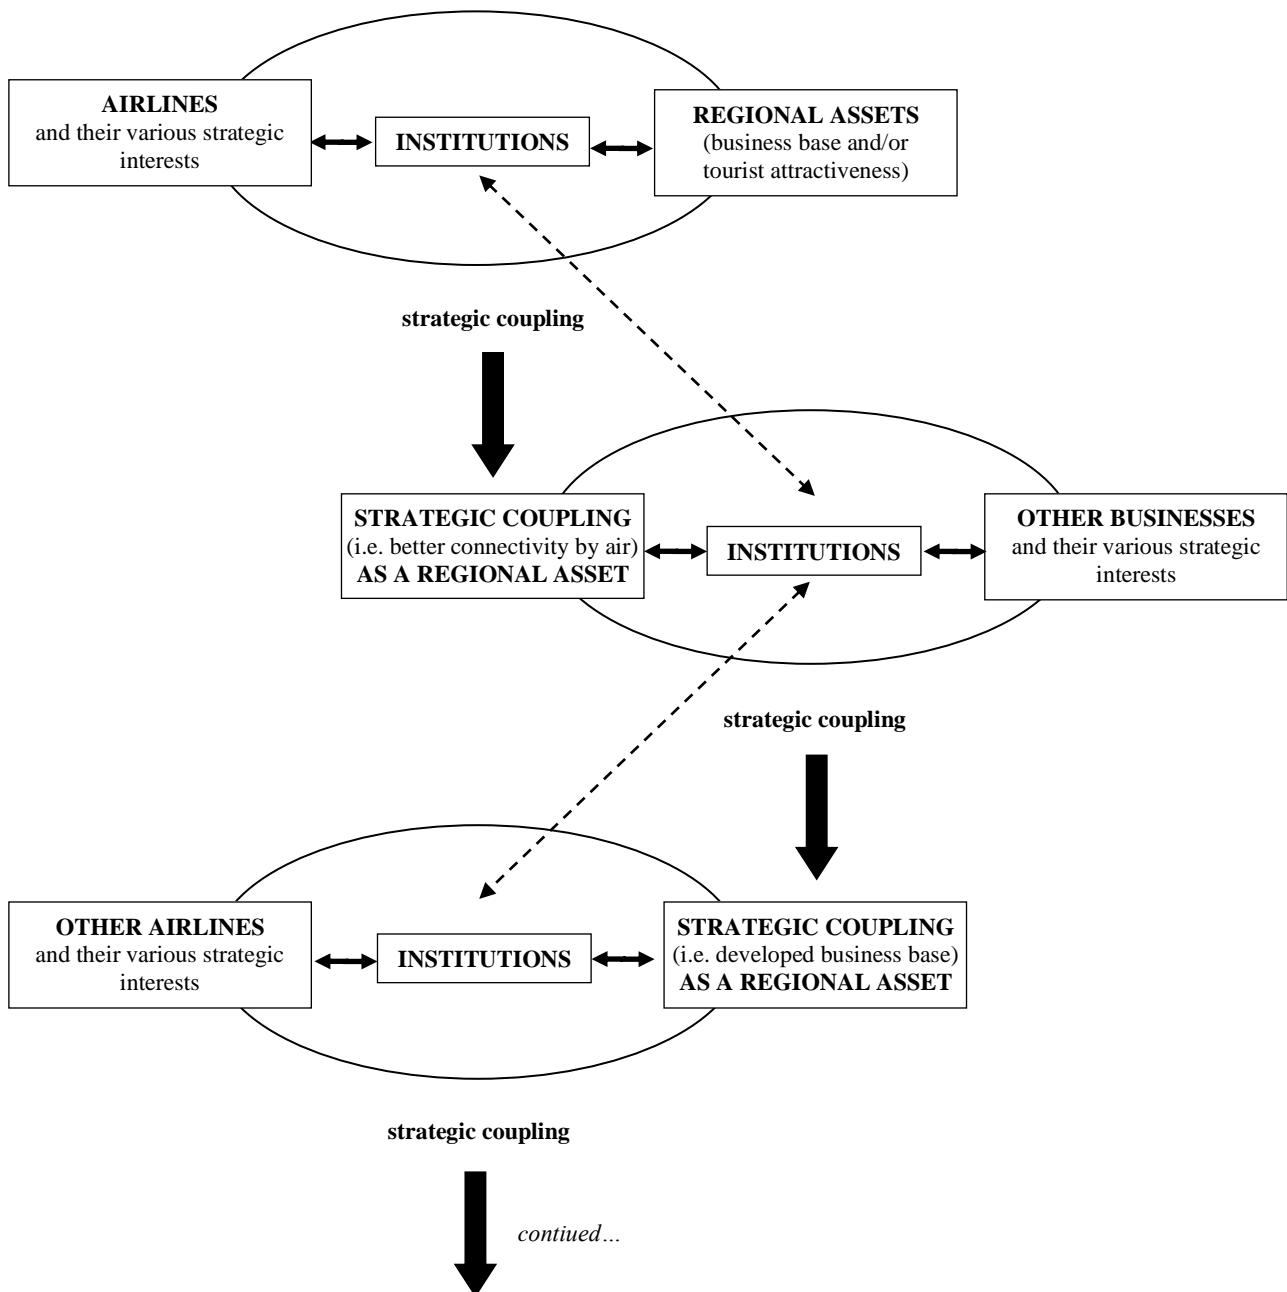 AIRLINES
and their various strategic
interests
INSTITUTIONS
REGIONAL ASSETS
(business base and/or
tourist attractiveness)
strategic coupling
STRATEGIC COUPLING
(i.e. better connectivity by air)
AS A REGIONAL ASSET
INSTITUTIONS
OTHER BUSINESSES
and their various strategic
interests
strategic coupling
OTHER AIRLINES
and their various strategic
interests
INSTITUTIONS
STRATEGIC COUPLING
(i.e. developed business base)
AS A REGIONAL ASSET
strategic coupling
contiued…